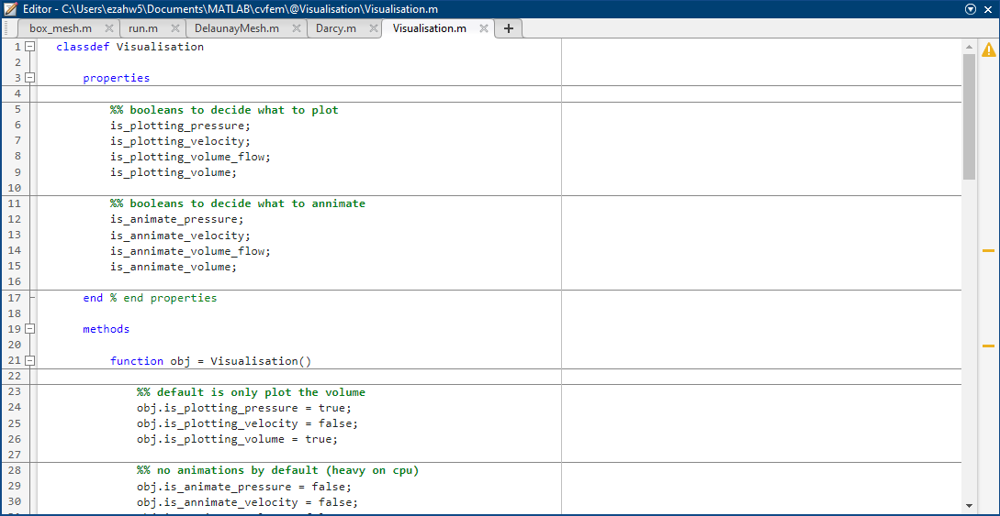 Editor - C:\Users\ezahw5\Documents\MATLAB\cvfem\@Visualisation\Visualisation.m
box_mesh.m run.m DelaunayMesh.m Darcy.m Visualisation.m
1 classdef Visualisation
2
3 properties
4
5 %% booleans to decide what to plot
6 is_plotting_pressure;
7 is_plotting_velocity;
8 is_plotting_volume_flow;
9 is_plotting_volume;
10
11 %% booleans to decide what to annimate
12 is_animate_pressure;
13 is_annimate_velocity;
14 is_annimate_volume_flow;
15 is_annimate_volume;
16
17 end % end properties
18
19 methods
20
21 function obj = Visualisation()
22
23 %% default is only plot the volume
24 obj.is_plotting_pressure = true;
25 obj.is_plotting_velocity = false;
26 obj.is_plotting_volume = true;
27
28 %% no animations by default (heavy on cpu)
29 obj.is_animate_pressure = false;
30 obj.is_annimate_velocity = false;